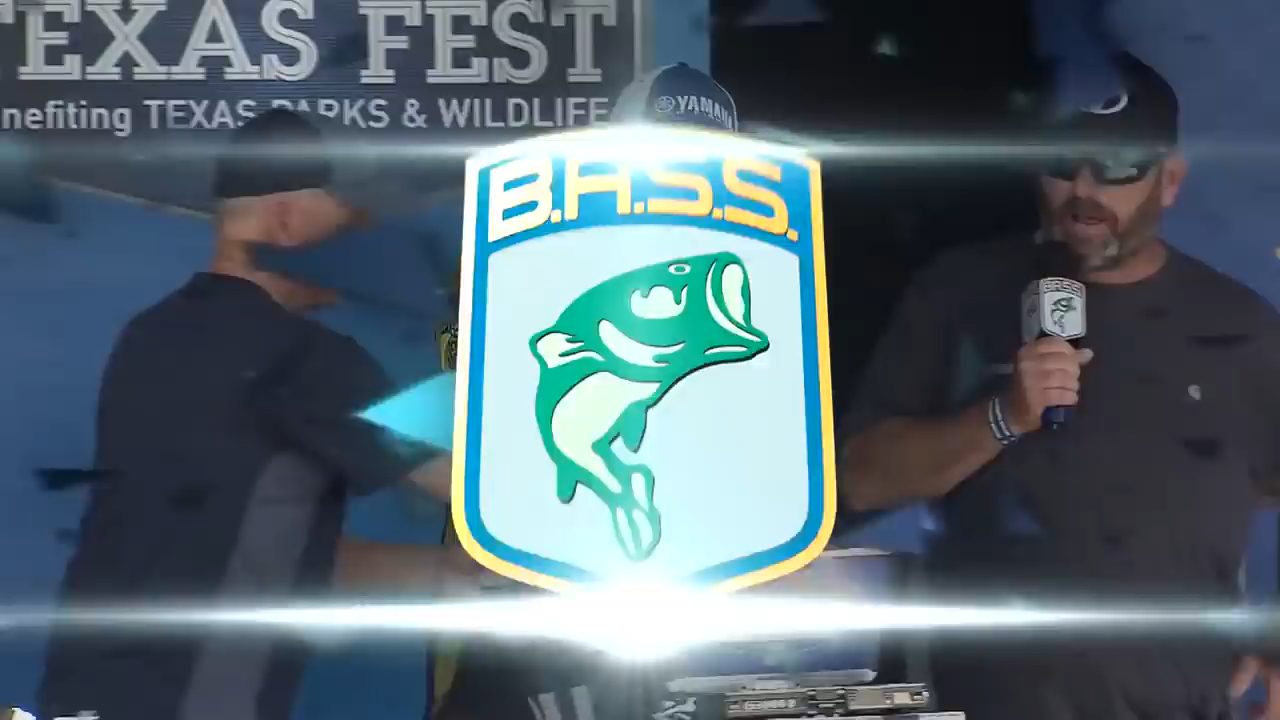 TEXAS FEST
nefiting TEXAS PARKS & WILDLIFE
YAMAHA
B.A.S.S.
B.A.S.S.